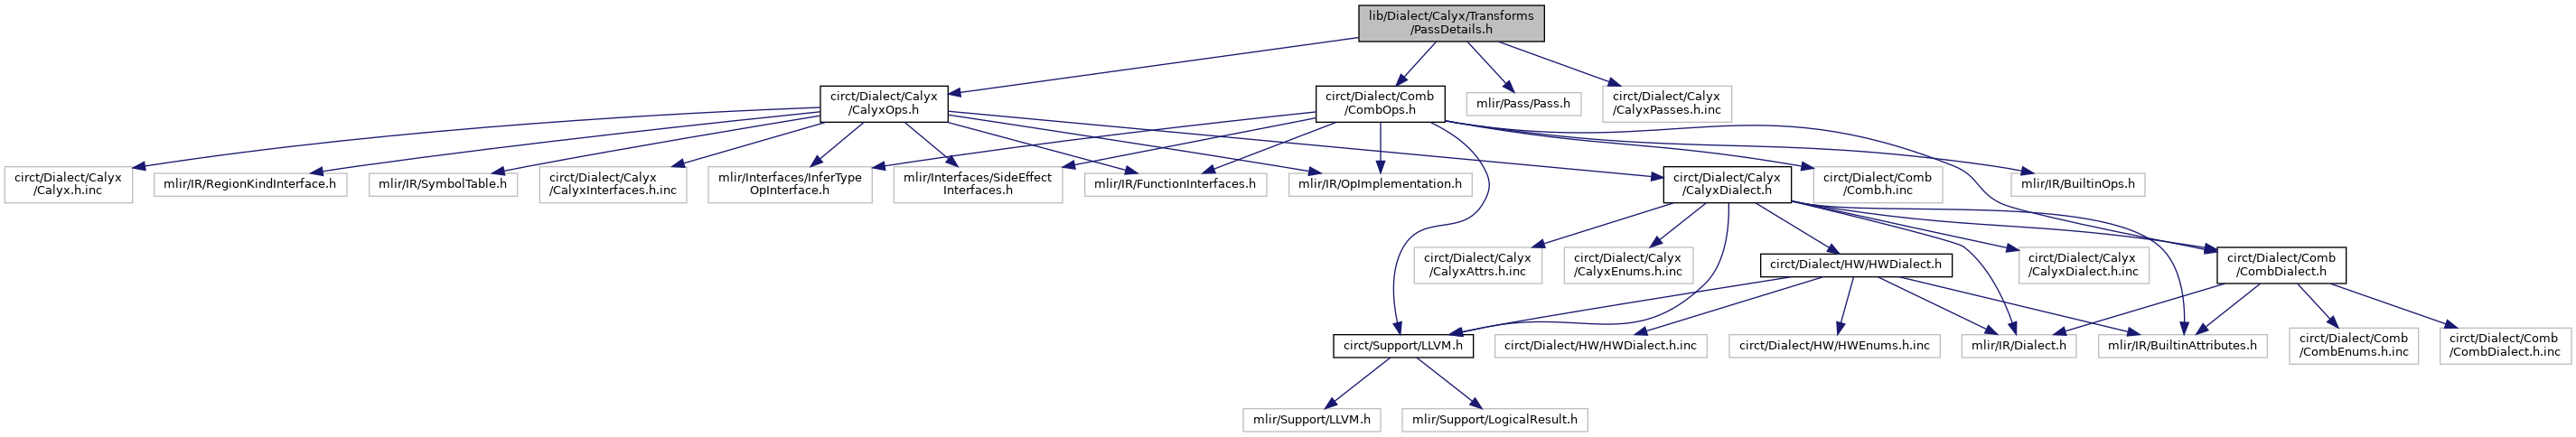 lib/Dialect/Calyx/Transforms
/PassDetails.h
circt/Dialect/Calyx
/CalyxOps.h
circt/Dialect/Comb
/CombOps.h
mlir/Pass/Pass.h
circt/Dialect/Calyx
/CalyxPasses.h.inc
circt/Dialect/Calyx
/Calyx.h.inc
mlir/IR/RegionKindInterface.h
mlir/IR/SymbolTable.h
circt/Dialect/Calyx
/CalyxInterfaces.h.inc
mlir/Interfaces/InferType
OpInterface.h
mlir/Interfaces/SideEffect
Interfaces.h
mlir/IR/FunctionInterfaces.h
mlir/IR/OpImplementation.h
circt/Dialect/Calyx
/CalyxDialect.h
circt/Dialect/Comb
/Comb.h.inc
mlir/IR/BuiltinOps.h
circt/Dialect/Calyx
/CalyxAttrs.h.inc
circt/Dialect/Calyx
/CalyxEnums.h.inc
circt/Dialect/HW/HWDialect.h
circt/Dialect/Calyx
/CalyxDialect.h.inc
circt/Dialect/Comb
/CombDialect.h
circt/Support/LLVM.h
circt/Dialect/HW/HWDialect.h.inc
circt/Dialect/HW/HWEnums.h.inc
mlir/IR/Dialect.h
mlir/IR/BuiltinAttributes.h
circt/Dialect/Comb
/CombEnums.h.inc
circt/Dialect/Comb
/CombDialect.h.inc
mlir/Support/LLVM.h
mlir/Support/LogicalResult.h